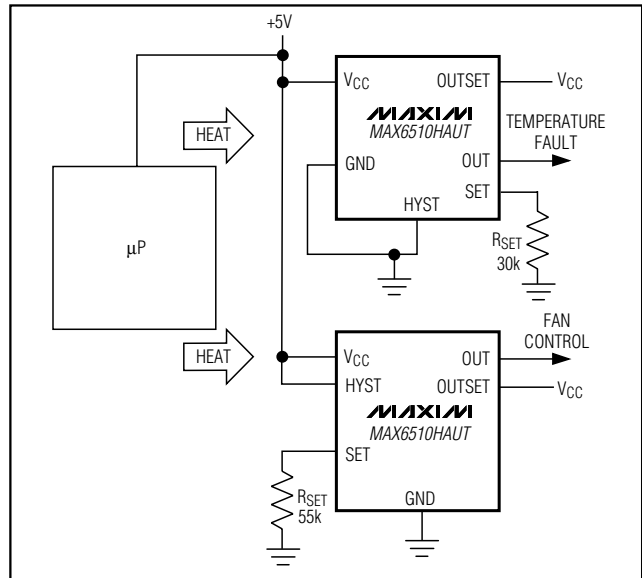 +5V
VCC
OUTSET
VCC
MAXIM
MAX6510HAUT
HEAT
TEMPERATURE
FAULT
GND
OUT
SET
HYST
RSET
30k
μP
FAN
CONTROL
HEAT
VCC
OUT
HYST
OUTSET
VCC
MAXIM
MAX6510HAUT
SET
RSET
55k
GND